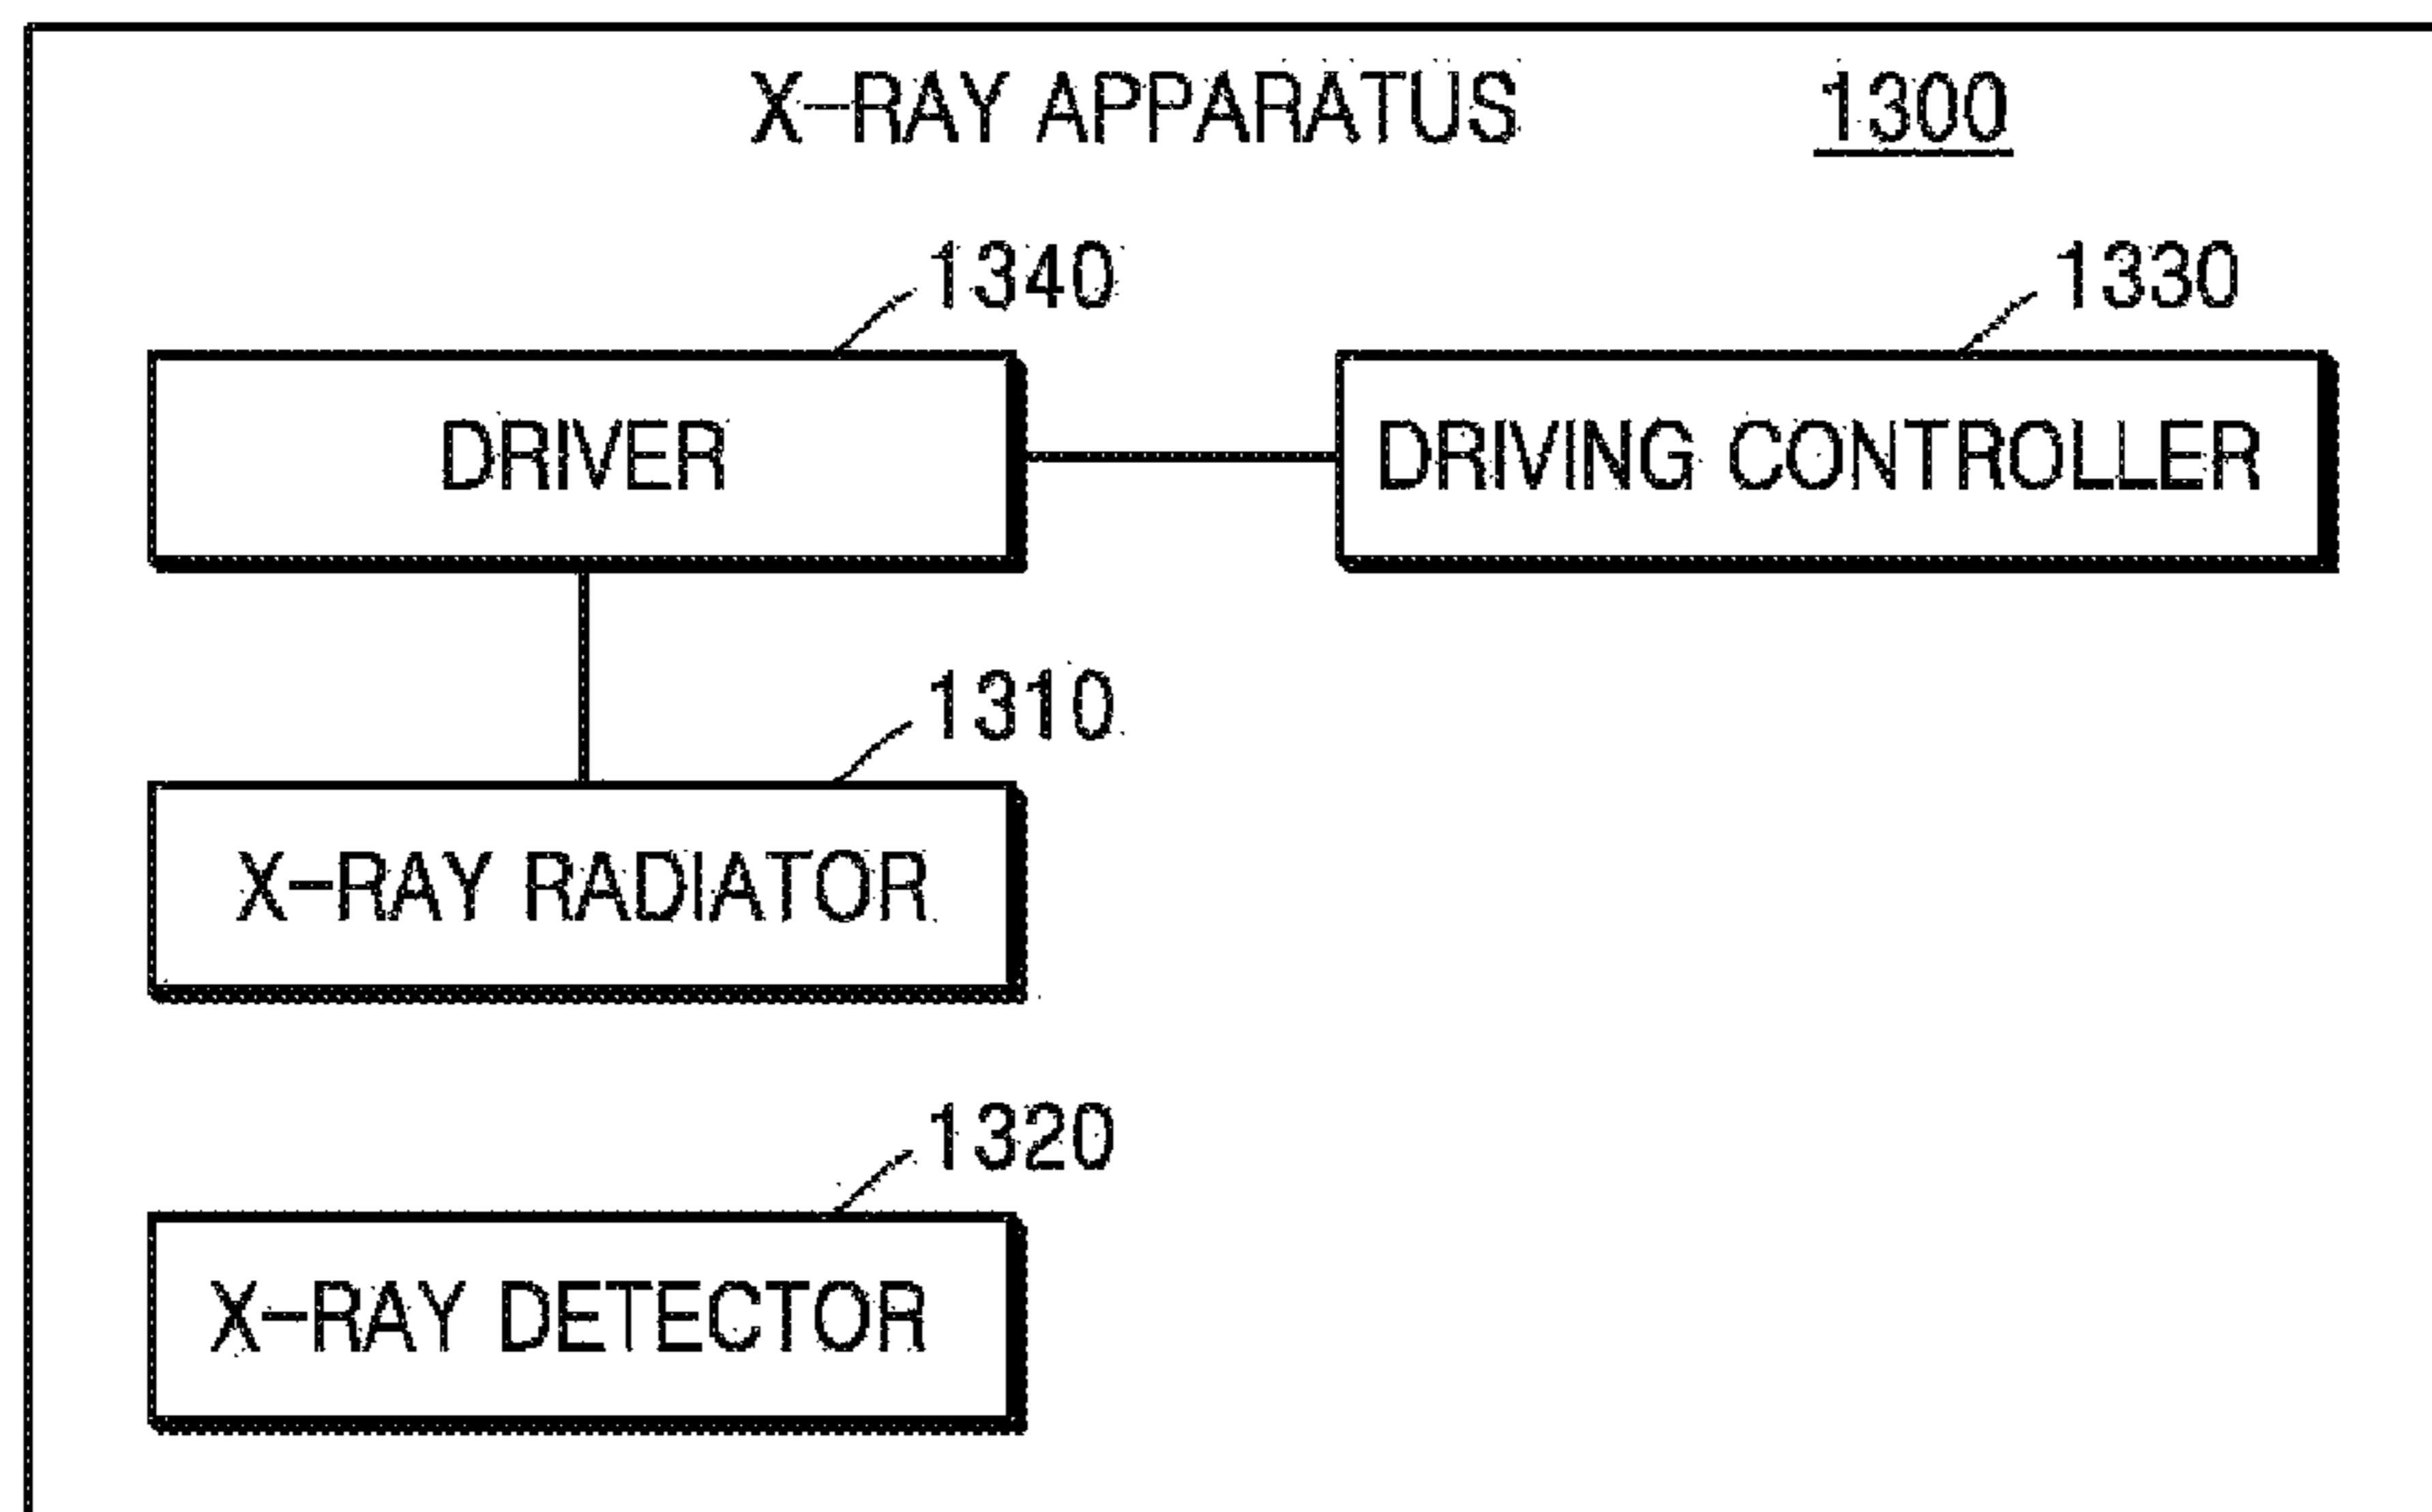 X-RAY APPARATUS 1300
1340 1330
DRIVER DRIVING CONTROLLER
1310
X-RAY RADIATOR
1320
X-RAY DETECTOR